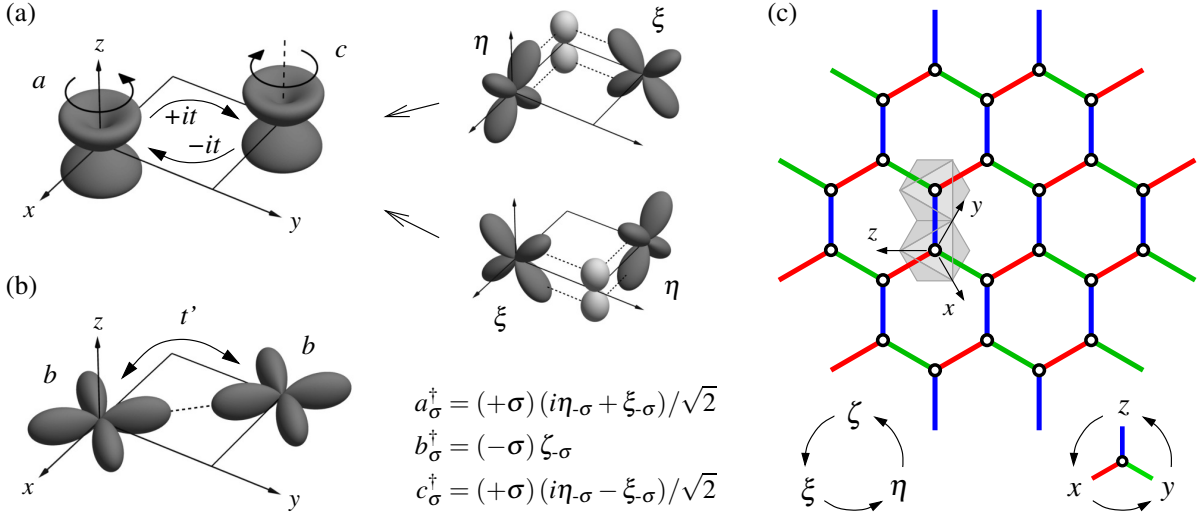 (a)
z
a
c
+it
−it
x
y
η
ξ
ξ
η
(b)
z
t’
b
b
x
y
a†σ = (+σ) (iη-σ + ξ-σ)/√2
b†σ = (−σ) ζ-σ
c†σ = (+σ) (iη-σ − ξ-σ)/√2
(c)
y
z
x
ζ
ξ
η
z
x
y